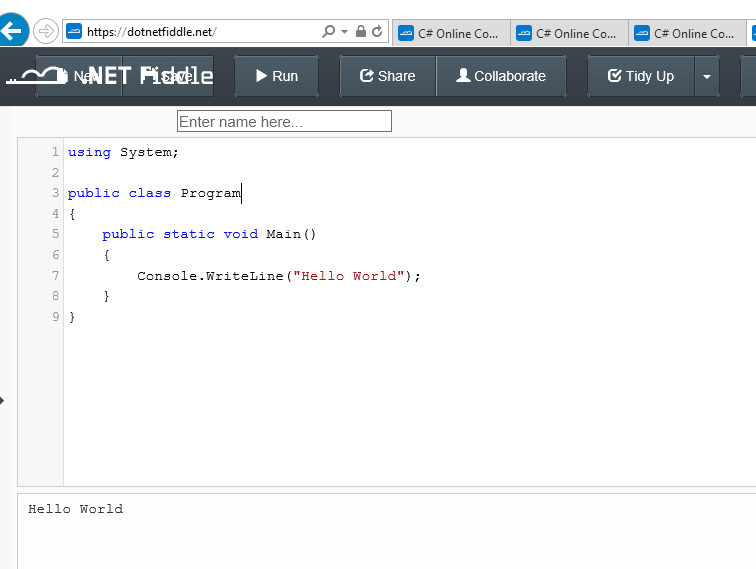 https://dotnetfiddle.net/
C# Online Co...
C# Online Co...
C# Online Co...
.NET Fiddle
New
Save
Run
Share
Collaborate
Tidy Up
Enter name here...
1 using System;
2
3 public class Program
4 {
5 public static void Main()
6 {
7 Console.WriteLine("Hello World");
8 }
9 }
Hello World